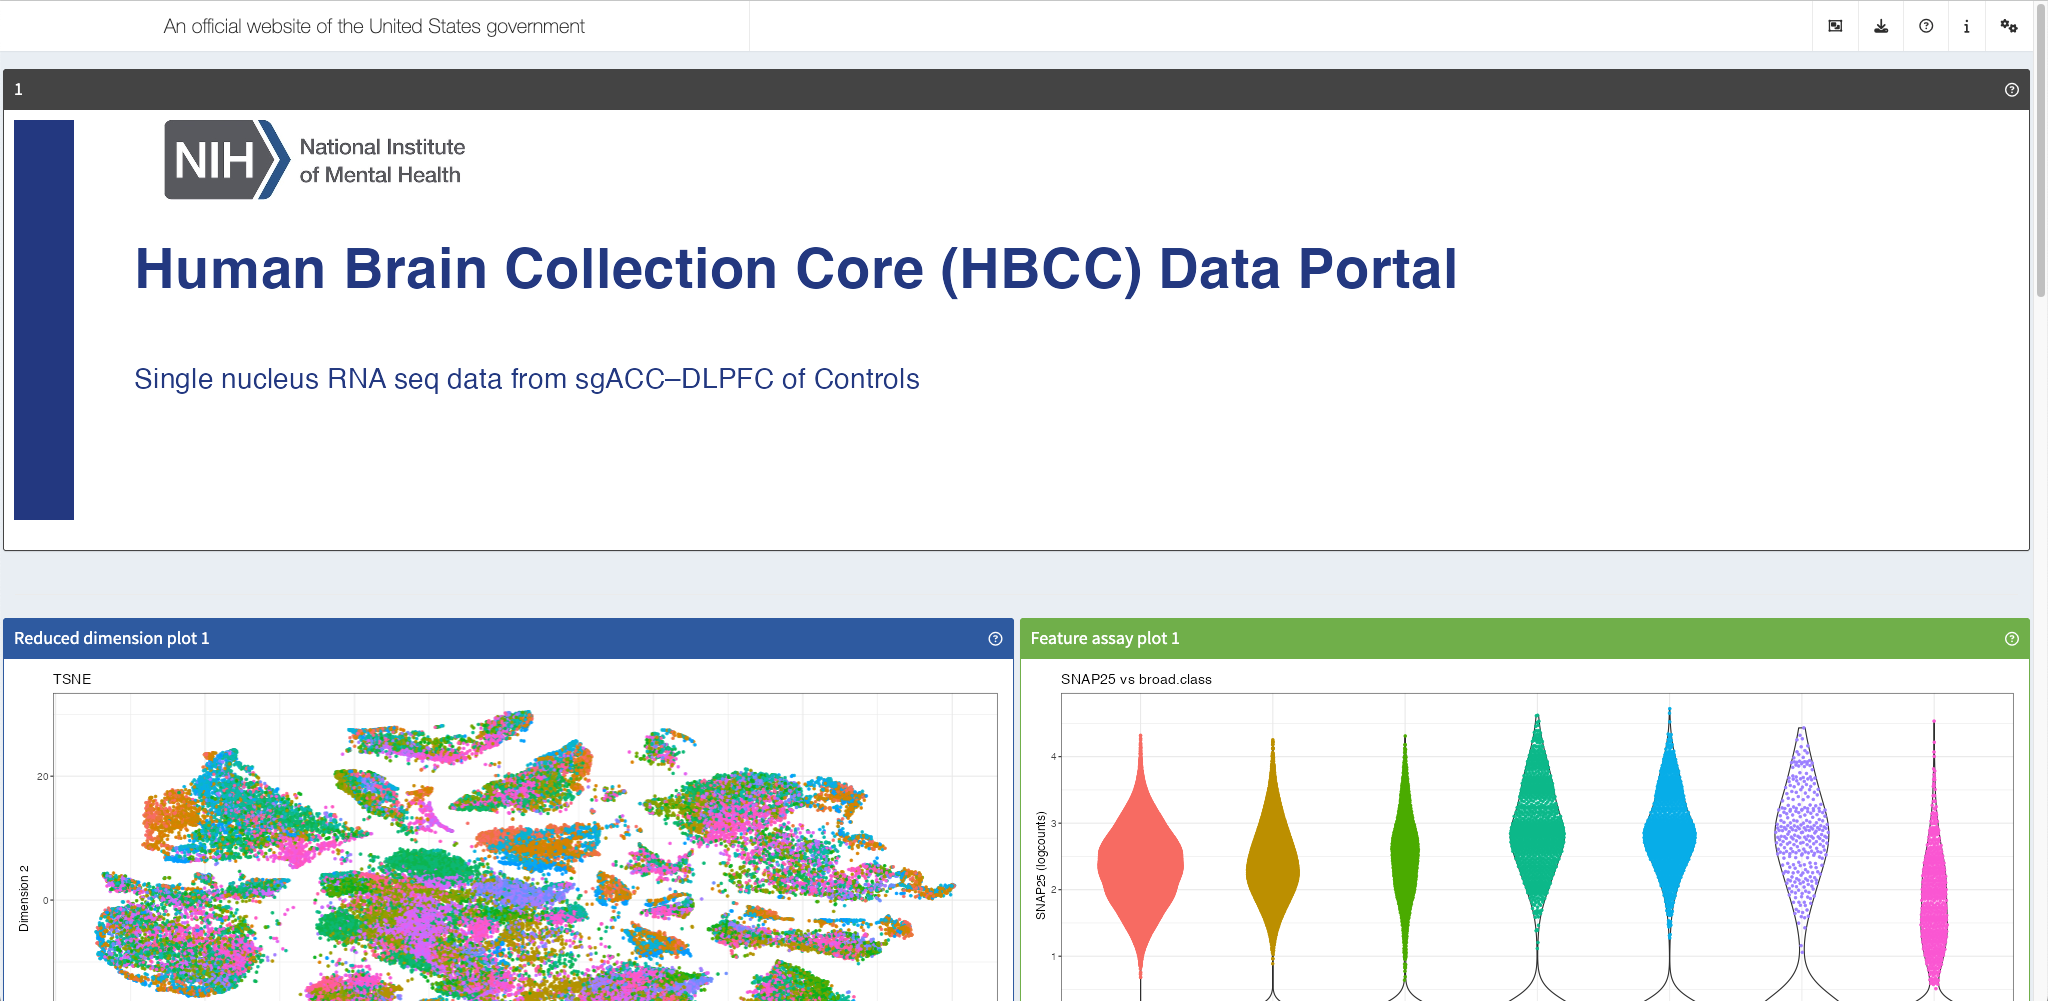 An official website of the United States government
1
NIH
National Institute
of Mental Health
Human Brain Collection Core (HBCC) Data Portal
Single nucleus RNA seq data from sgACC–DLPFC of Controls
Reduced dimension plot 1
Feature assay plot 1
TSNE
20
0
Dimension 2
SNAP25 vs broad.class
4
3
2
1
SNAP25 (logcounts)